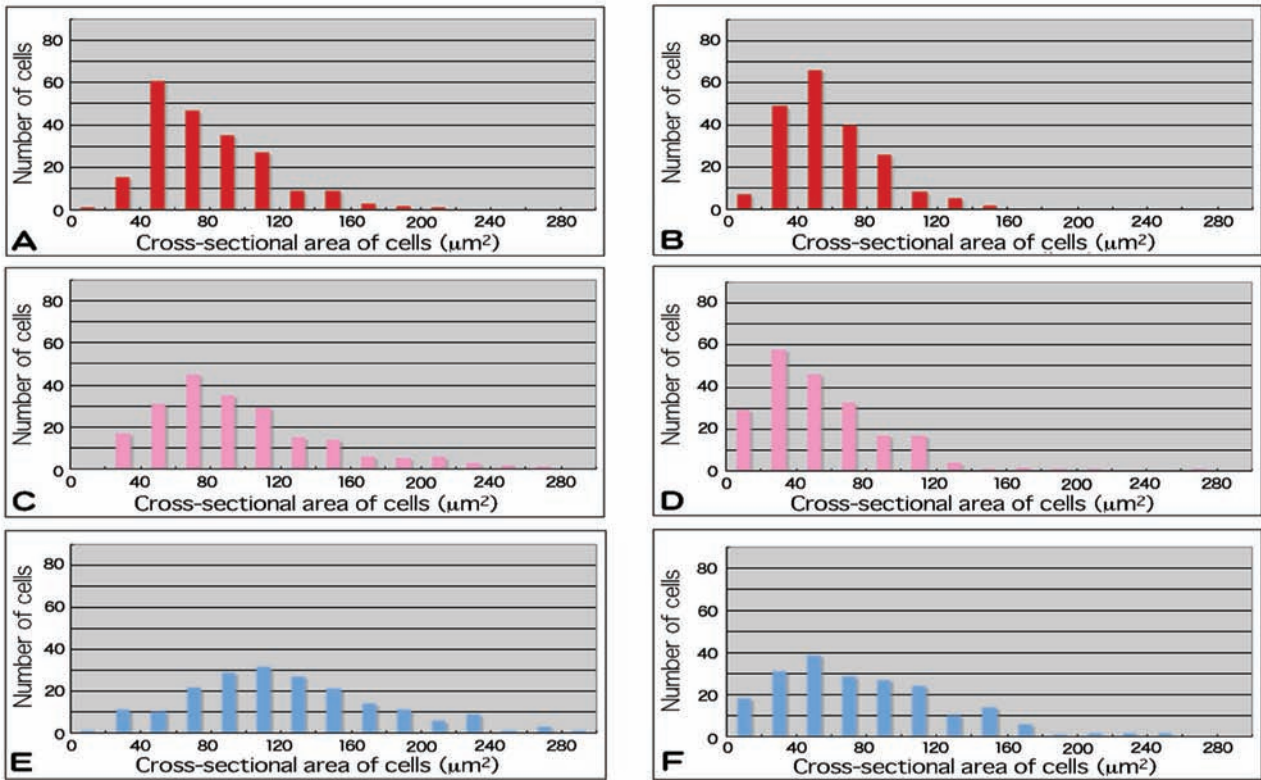 Number of cells
80
60
40
20
0
0 40 80 120 160 200 240 280
A Cross-sectional area of cells (μm²)
Number of cells
80
60
40
20
0
0 40 80 120 160 200 240 280
B Cross-sectional area of cells (μm²)
Number of cells
80
60
40
20
0
0 40 80 120 160 200 240 280
C Cross-sectional area of cells (μm²)
Number of cells
80
60
40
20
0
0 40 80 120 160 200 240 280
D Cross-sectional area of cells (μm²)
Number of cells
80
60
40
20
0
0 40 80 120 160 200 240 280
E Cross-sectional area of cells (μm²)
Number of cells
80
60
40
20
0
0 40 80 120 160 200 240 280
F Cross-sectional area of cells (μm²)